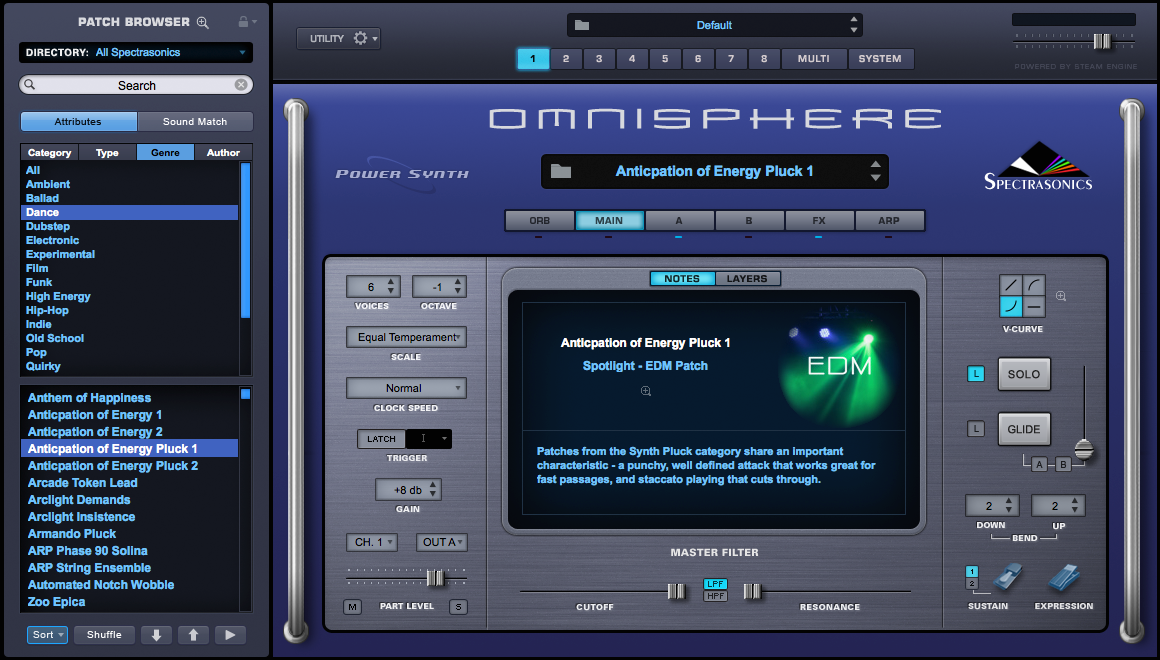 PATCH BROWSER
DIRECTORY: All Spectrasonics
Search
Attributes
Sound Match
Category
Type
Genre
Author
All
Ambient
Ballad
Dance
Dubstep
Electronic
Experimental
Film
Funk
High Energy
Hip-Hop
Indie
Old School
Pop
Quirky
Anthem of Happiness
Anticpation of Energy 1
Anticpation of Energy 2
Anticpation of Energy Pluck 1
Anticpation of Energy Pluck 2
Arcade Token Lead
Arclight Demands
Arclight Insistence
Armando Pluck
ARP Phase 90 Solina
ARP String Ensemble
Automated Notch Wobble
Zoo Epica
Sort
Shuffle
UTILITY
Default
1 2 3 4 5 6 7 8 MULTI SYSTEM
POWERED BY STEAM ENGINE
OMNISPHERE
POWER SYNTH
Anticpation of Energy Pluck 1
SPECTRASONICS
ORB MAIN A B FX ARP
6
-1
VOICES
OCTAVE
Equal Temperament
SCALE
Normal
CLOCK SPEED
LATCH
TRIGGER
+8 db
GAIN
CH. 1
OUT A
M
PART LEVEL
S
NOTES
LAYERS
Anticpation of Energy Pluck 1
Spotlight - EDM Patch
EDM
Patches from the Synth Pluck category share an important
characteristic - a punchy, well defined attack that works great for
fast passages, and staccato playing that cuts through.
MASTER FILTER
LPF
HPF
CUTOFF
RESONANCE
V-CURVE
L
SOLO
L
GLIDE
A
B
2
2
DOWN
UP
BEND
1
2
SUSTAIN
EXPRESSION